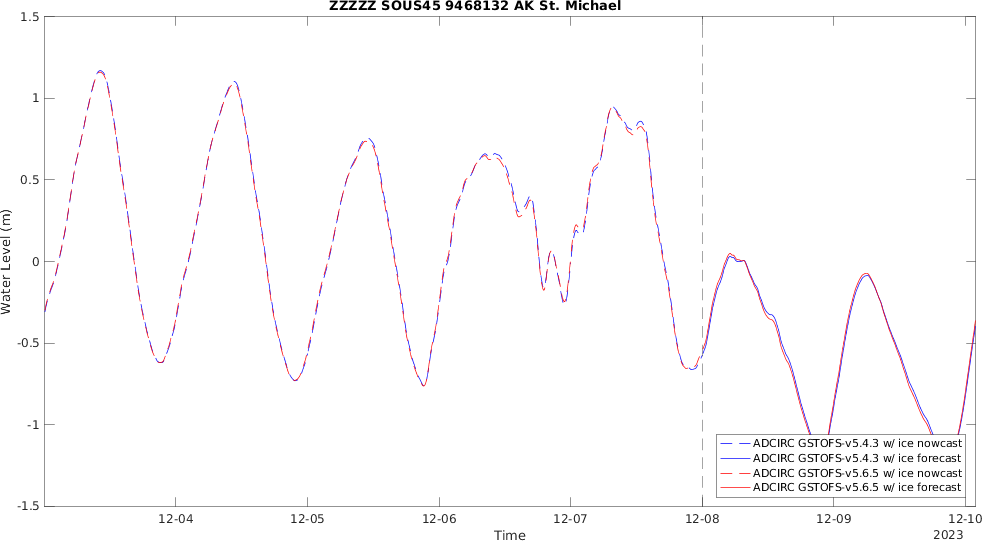 ZZZZZ SOUS45 9468132 AK St. Michael
1.5
1
0.5
0
-0.5
-1
-1.5
Water Level (m)
12-04
12-05
12-06
12-07
12-08
12-09
12-10
Time
2023
ADCIRC GSTOFS-v5.4.3 w/ ice nowcast
ADCIRC GSTOFS-v5.4.3 w/ ice forecast
ADCIRC GSTOFS-v5.6.5 w/ ice nowcast
ADCIRC GSTOFS-v5.6.5 w/ ice forecast